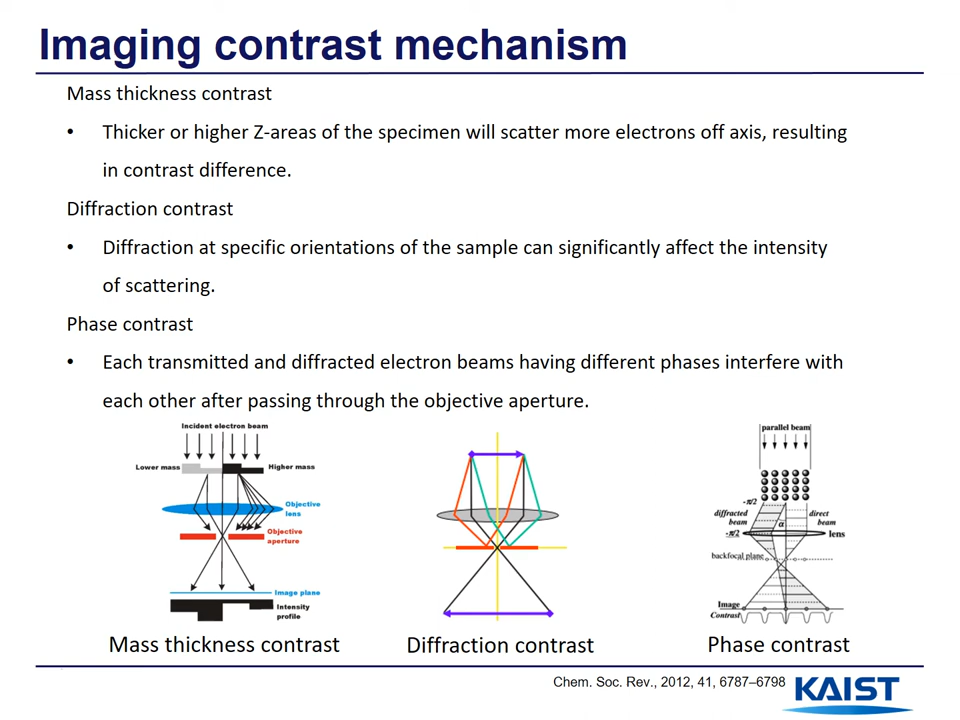 Imaging contrast mechanism
Mass thickness contrast
• Thicker or higher Z-areas of the specimen will scatter more electrons off axis, resulting
in contrast difference.
Diffraction contrast
• Diffraction at specific orientations of the sample can significantly affect the intensity
of scattering.
Phase contrast
• Each transmitted and diffracted electron beams having different phases interfere with
each other after passing through the objective aperture.
Incident electron beam
Lower mass
Higher mass
Objective
lens
Objective
aperture
Image plane
Intensity
profile
Mass thickness contrast
Diffraction contrast
parallel beam
-π/2
diffracted
beam
α
direct
beam
-π/2
lens
backfocal plane
Image
Contrast
Phase contrast
Chem. Soc. Rev., 2012, 41, 6787–6798
KAIST